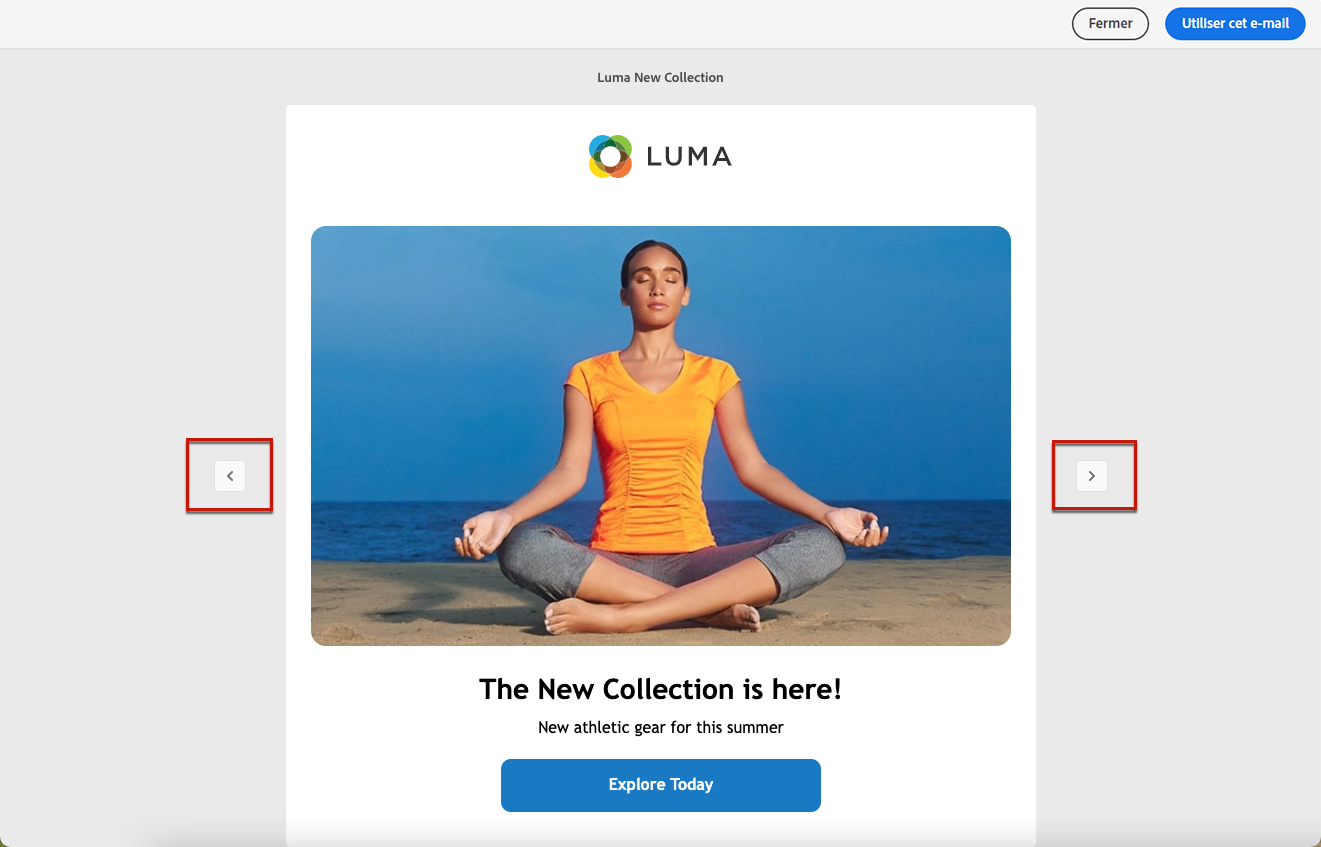 Fermer
Utiliser cet e-mail
Luma New Collection
LUMA
The New Collection is here!
New athletic gear for this summer
Explore Today